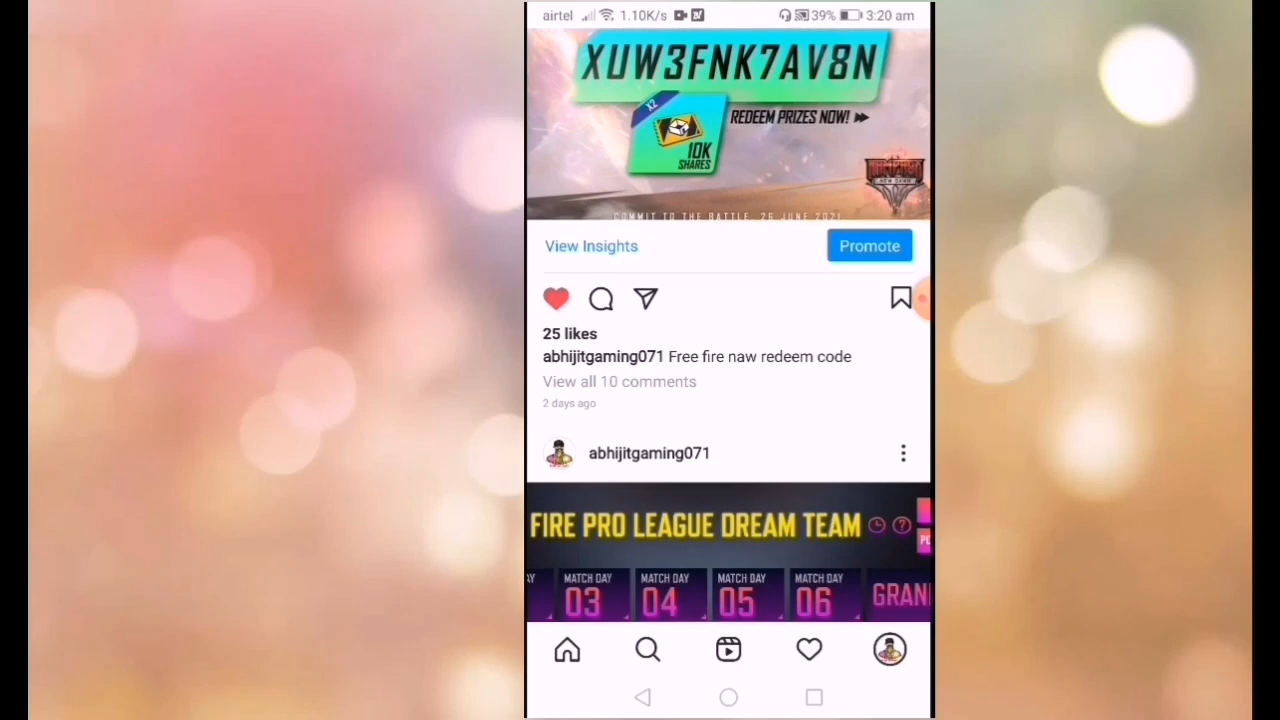 airtel 1.10K/s 39% 3:20 am
XUW3FNK7AV8N
X2
REDEEM PRIZES NOW!
10K
SHARES
COMMIT TO THE BATTLE, 26 JUNE 2021
View Insights
Promote
25 likes
abhijitgaming071 Free fire naw redeem code
View all 10 comments
2 days ago
abhijitgaming071
FIRE PRO LEAGUE DREAM TEAM
MATCH DAY
03
MATCH DAY
04
MATCH DAY
05
MATCH DAY
06
GRAN